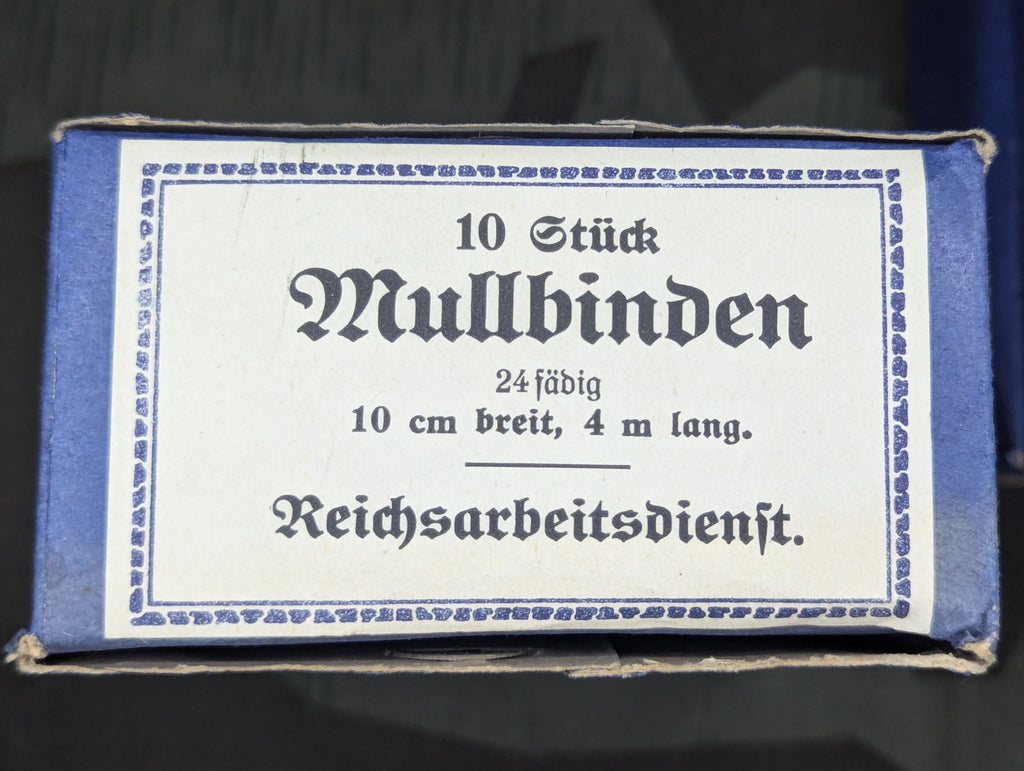 10 Stück
Mullbinden
24 fädig
10 cm breit, 4 m lang.
Reichsarbeitsdienst.